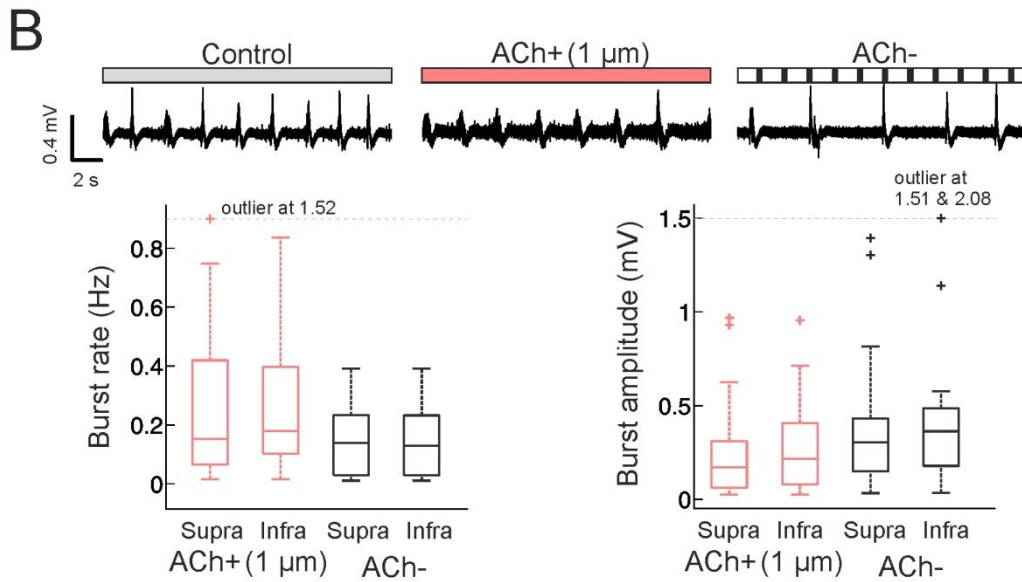 B
Control
ACh+ (1 µm)
ACh-
0.4 mV
2 s
outlier at 1.52
Burst rate (Hz)
0.8
0.6
0.4
0.2
0
Supra Infra Supra Infra
ACh+ (1 µm) ACh-
outlier at
1.51 & 2.08
Burst amplitude (mV)
1.5
1
0.5
0
Supra Infra Supra Infra
ACh+ (1 µm) ACh-